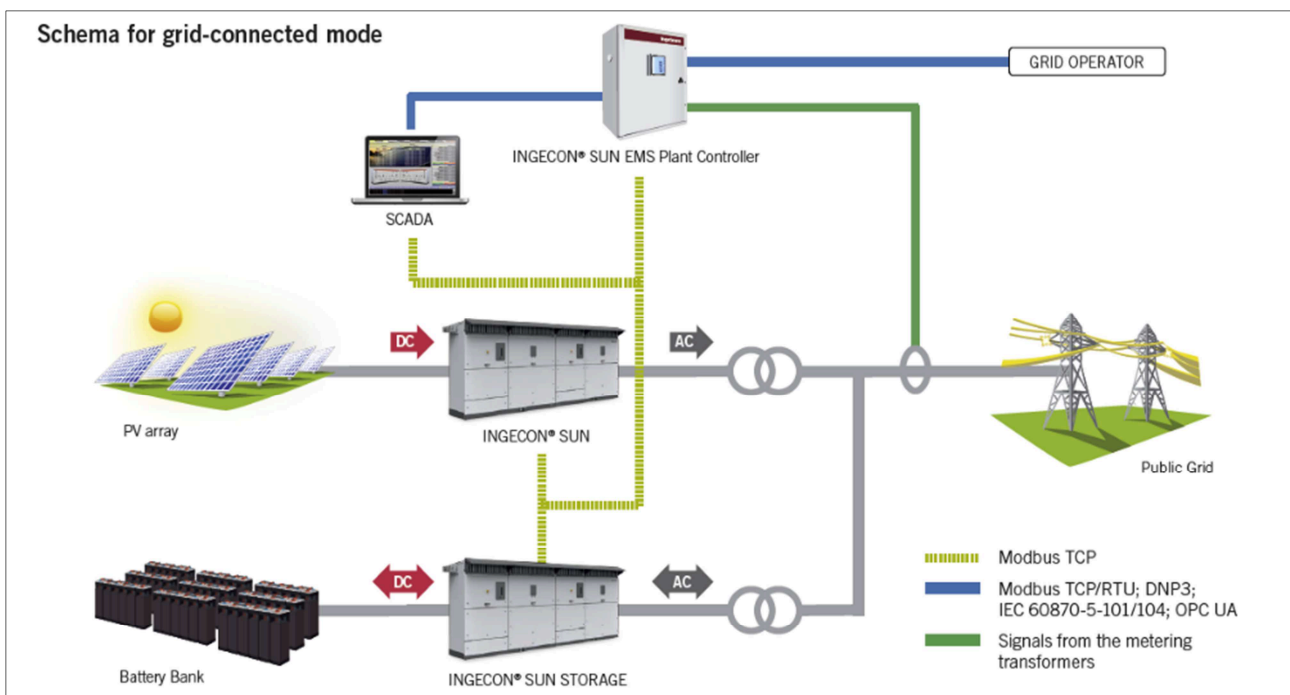 Schema for grid-connected mode
GRID OPERATOR
INGECON® SUN EMS Plant Controller
SCADA
DC
AC
PV array
INGECON® SUN
Public Grid
DC
AC
Battery Bank
INGECON® SUN STORAGE
Modbus TCP
Modbus TCP/RTU; DNP3;
IEC 60870-5-101/104; OPC UA
Signals from the metering
transformers